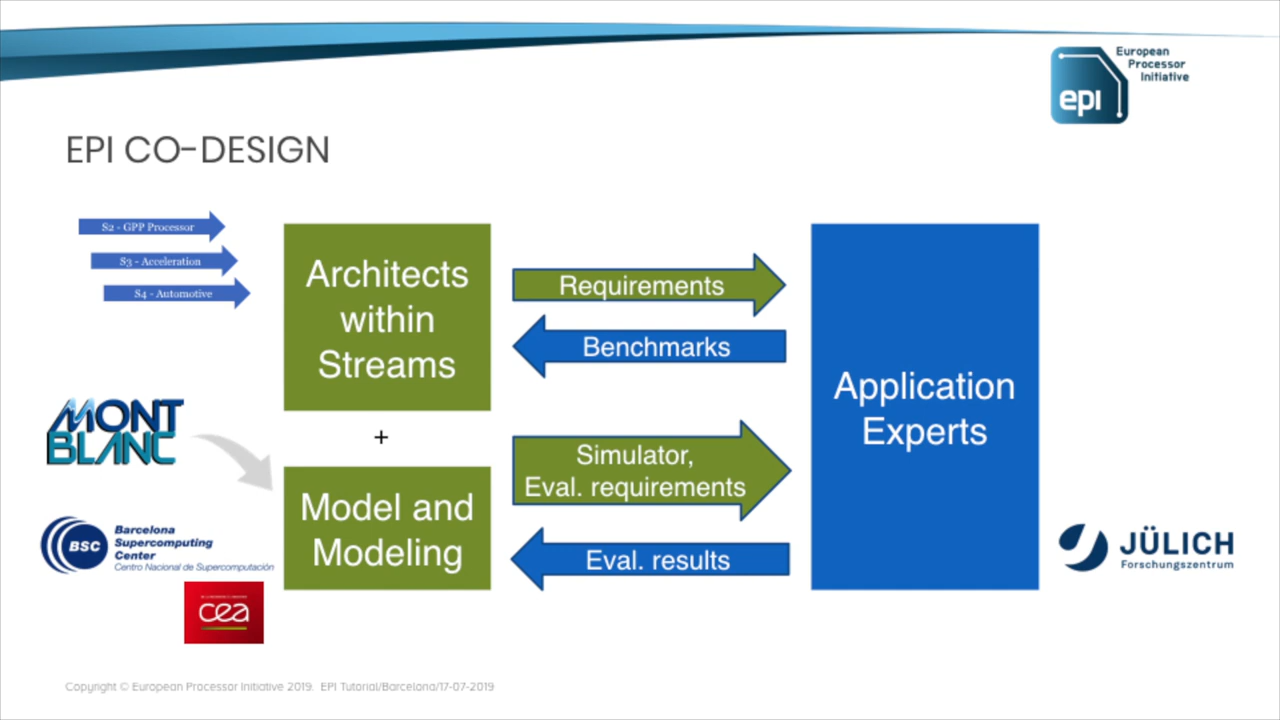 European
Processor
Initiative
epi
EPI CO-DESIGN
S2 - GPP Processor
S3 - Acceleration
S4 - Automotive
Architects
within
Streams
Requirements
Benchmarks
Application
Experts
MONT
BLANC
+
Simulator,
Eval. requirements
Model and
Modeling
Eval. results
BSC
Barcelona
Supercomputing
Center
Centro Nacional de Supercomputación
cea
JÜLICH
Forschungszentrum
Copyright © European Processor Initiative 2019. EPI Tutorial/Barcelona/17-07-2019